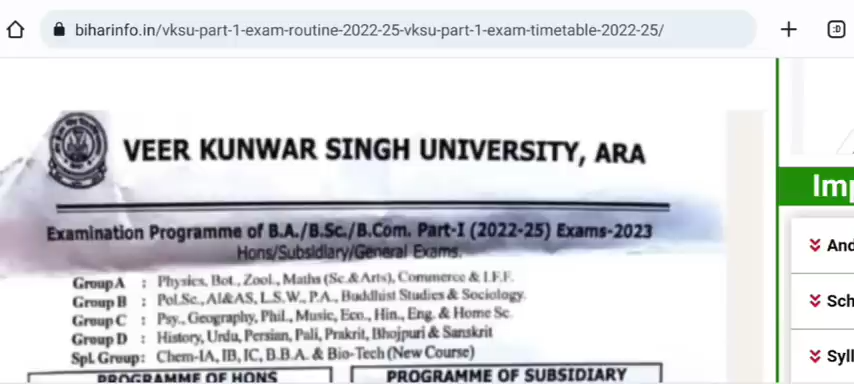 biharinfo.in/vksu-part-1-exam-routine-2022-25-vksu-part-1-exam-timetable-2022-25/
:D
VEER KUNWAR SINGH UNIVERSITY, ARA
Imp
Examination Programme of B.A./B.Sc./B.Com. Part-I (2022-25) Exams-2023
Hons/Subsidiary/General Exams.
And
Group A : Physics, Bot., Zool., Maths (Sc.&Arts), Commerce & I.F.F.
Group B : Pol.Sc., AI&AS, L.S.W., P.A., Buddhist Studies & Sociology.
Sch
Group C : Psy., Geography, Phil., Music, Eco., Hin., Eng. & Home Sc.
Group D : History, Urdu, Persian, Pali, Prakrit, Bhojpuri & Sanskrit
Spl. Group: Chem-IA, IB, IC, B.B.A. & Bio-Tech (New Course)
Syll
PROGRAMME OF HONS
PROGRAMME OF SUBSIDIARY